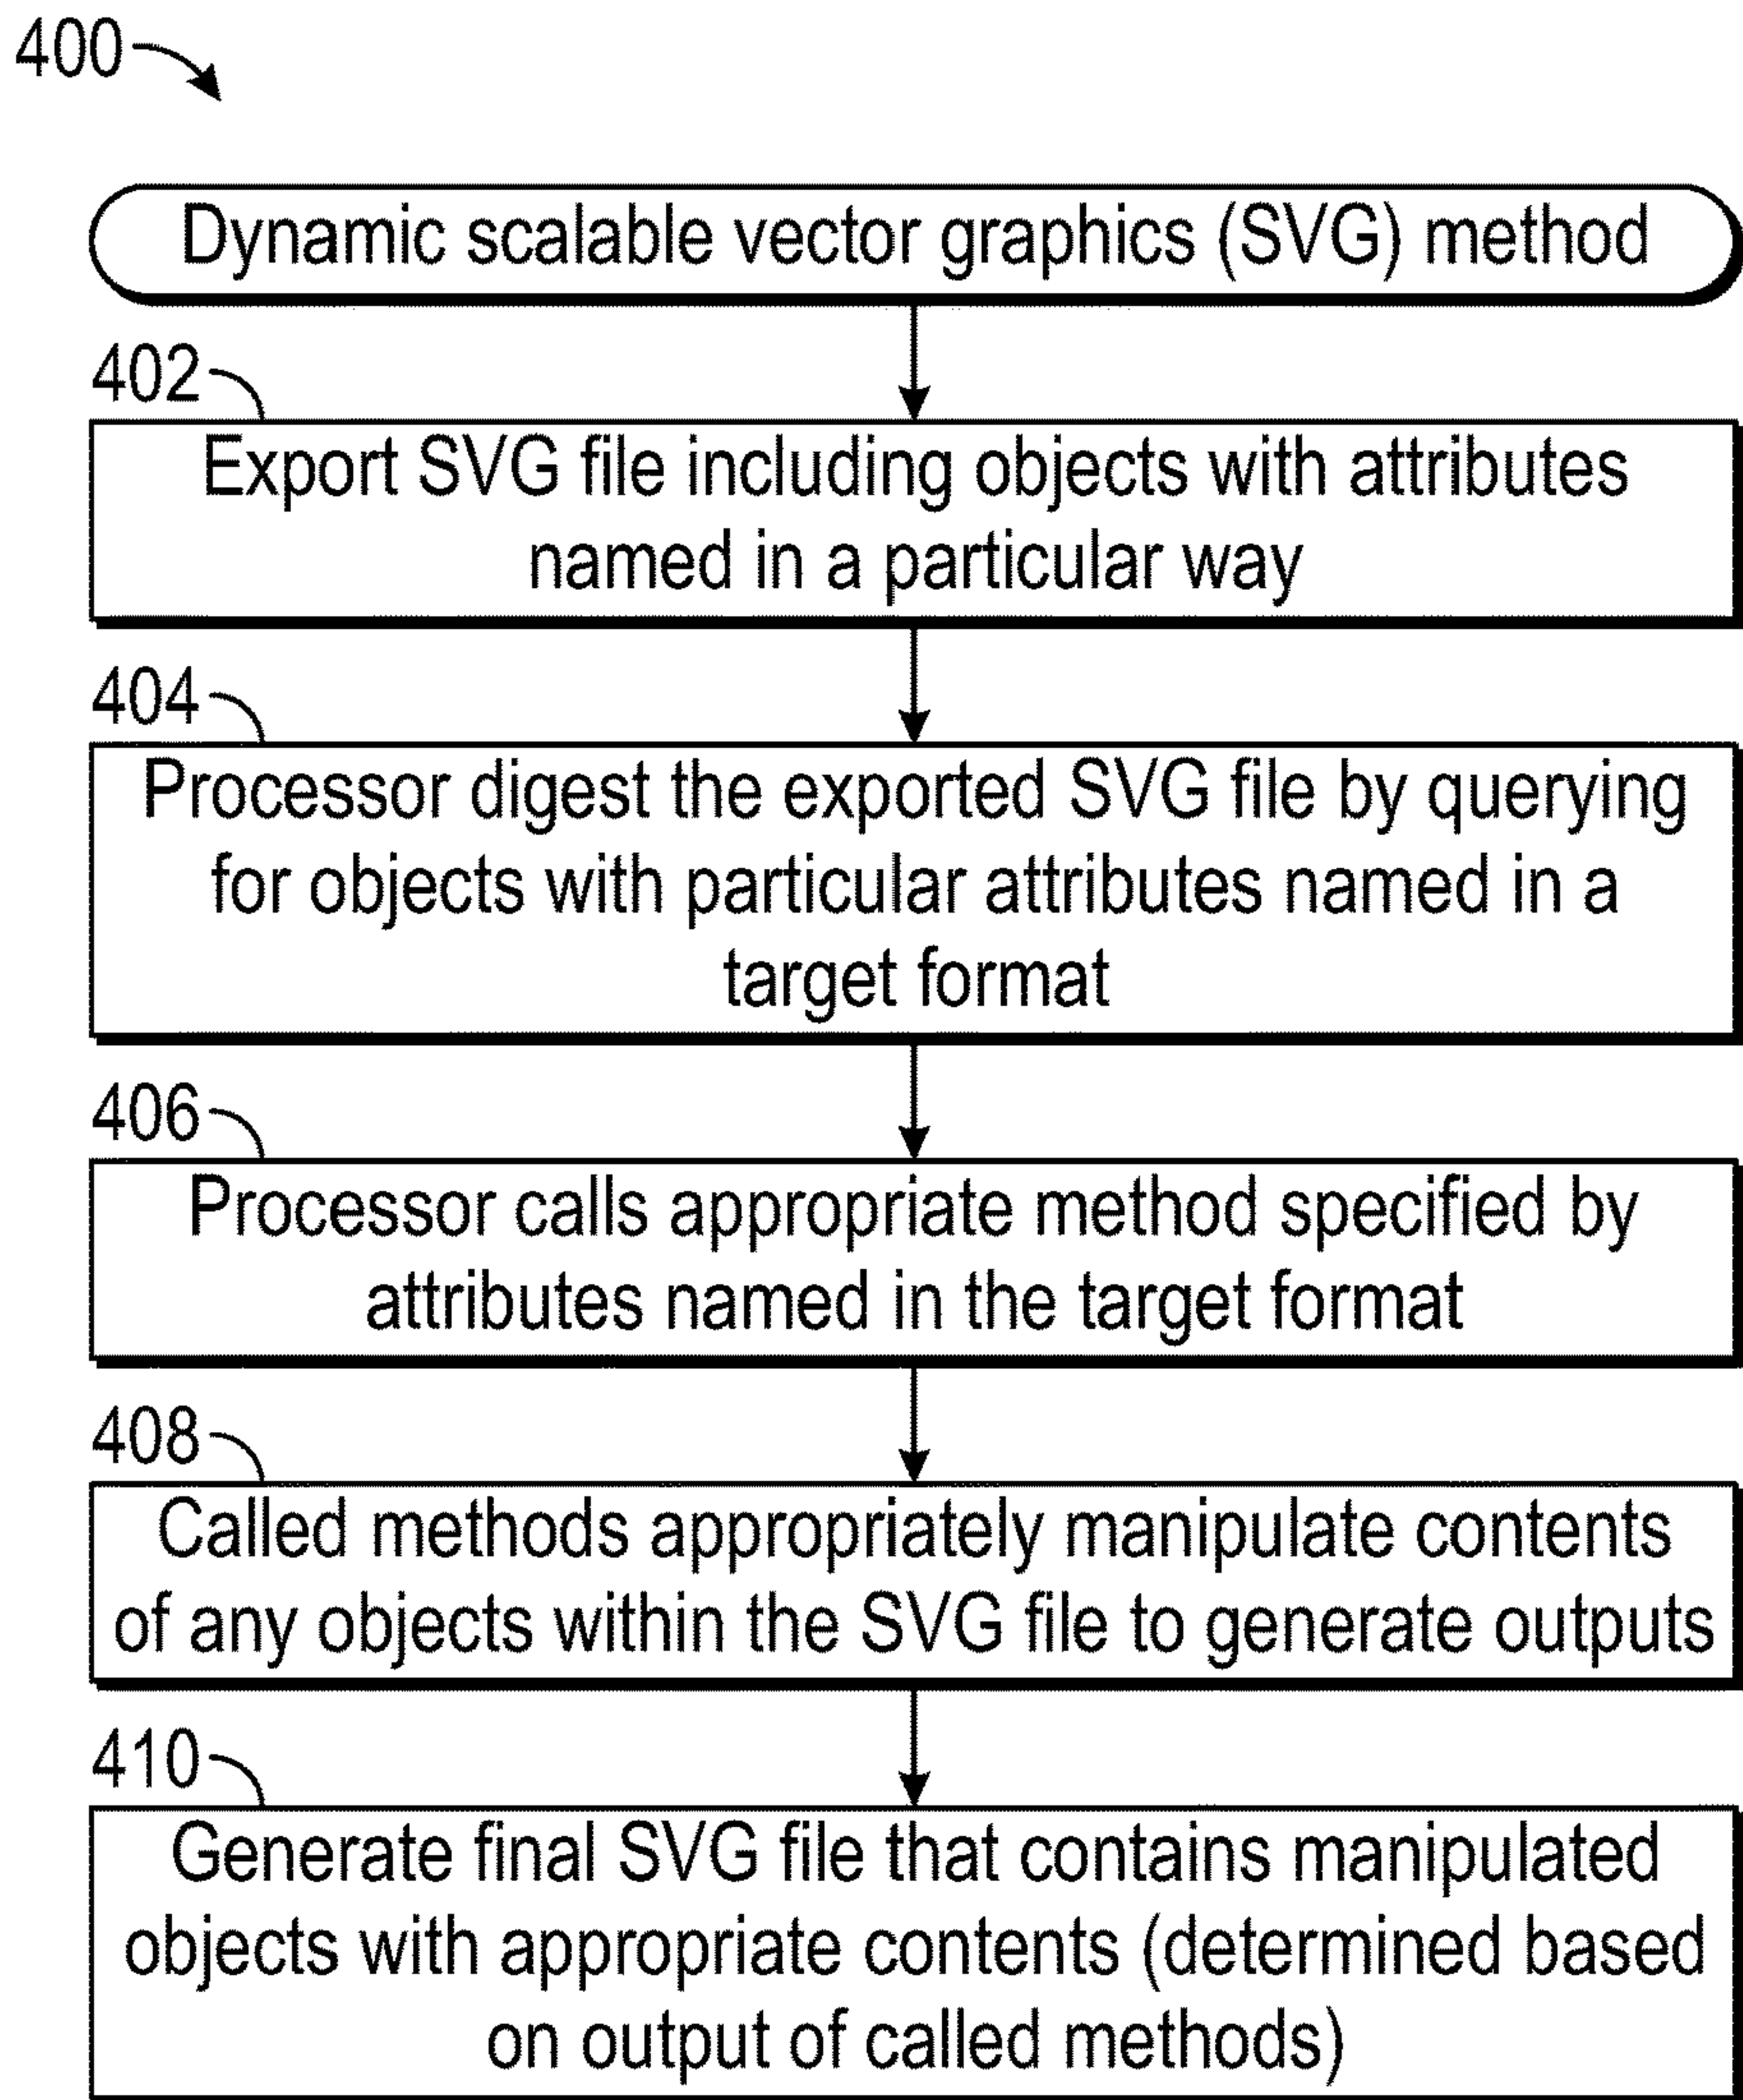 400
Dynamic scalable vector graphics (SVG) method
402
Export SVG file including objects with attributes
named in a particular way
404
Processor digest the exported SVG file by querying
for objects with particular attributes named in a
target format
406
Processor calls appropriate method specified by
attributes named in the target format
408
Called methods appropriately manipulate contents
of any objects within the SVG file to generate outputs
410
Generate final SVG file that contains manipulated
objects with appropriate contents (determined based
on output of called methods)